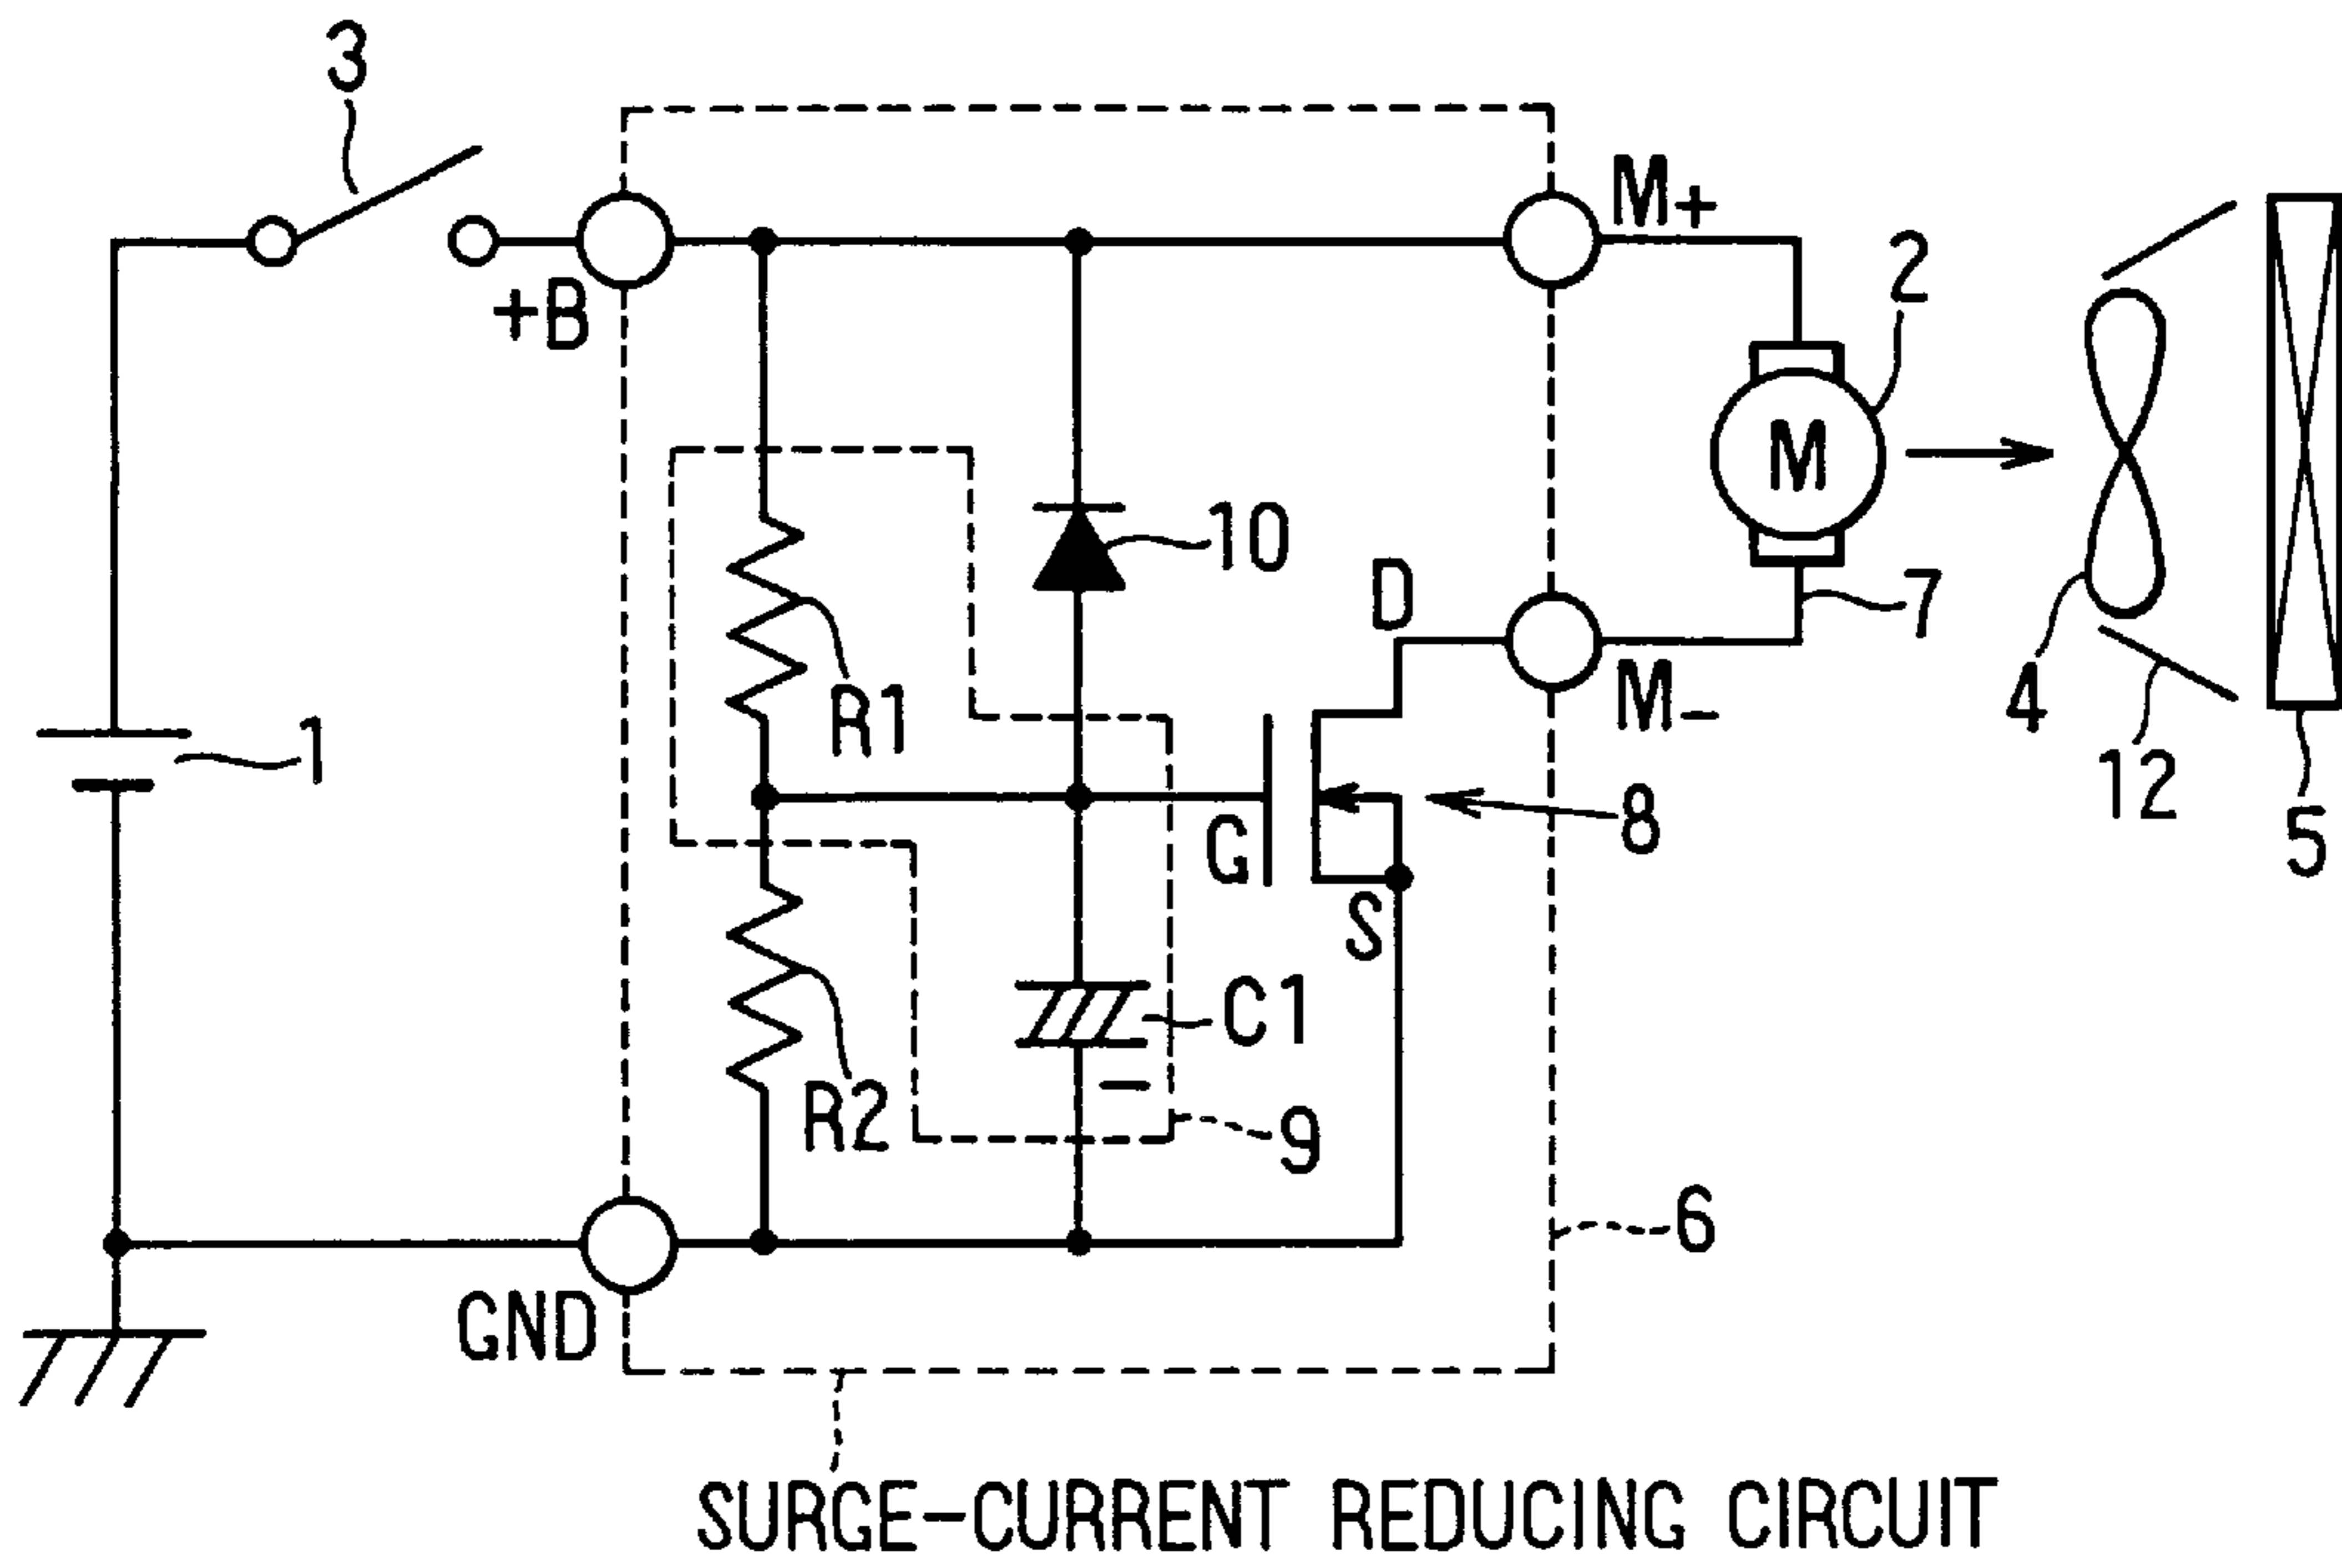 3
M+
2
+B
M
10
D
7
R1
M-
4
1
12
8
5
G
S
C1
-
R2
9
6
GND
SURGE-CURRENT REDUCING CIRCUIT